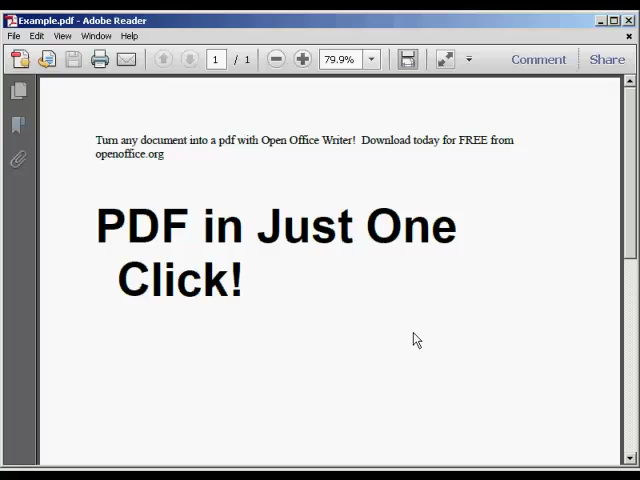 Example.pdf - Adobe Reader
File Edit View Window Help
1 / 1 79.9% Comment Share
Turn any document into a pdf with Open Office Writer! Download today for FREE from
openoffice.org
PDF in Just One
Click!